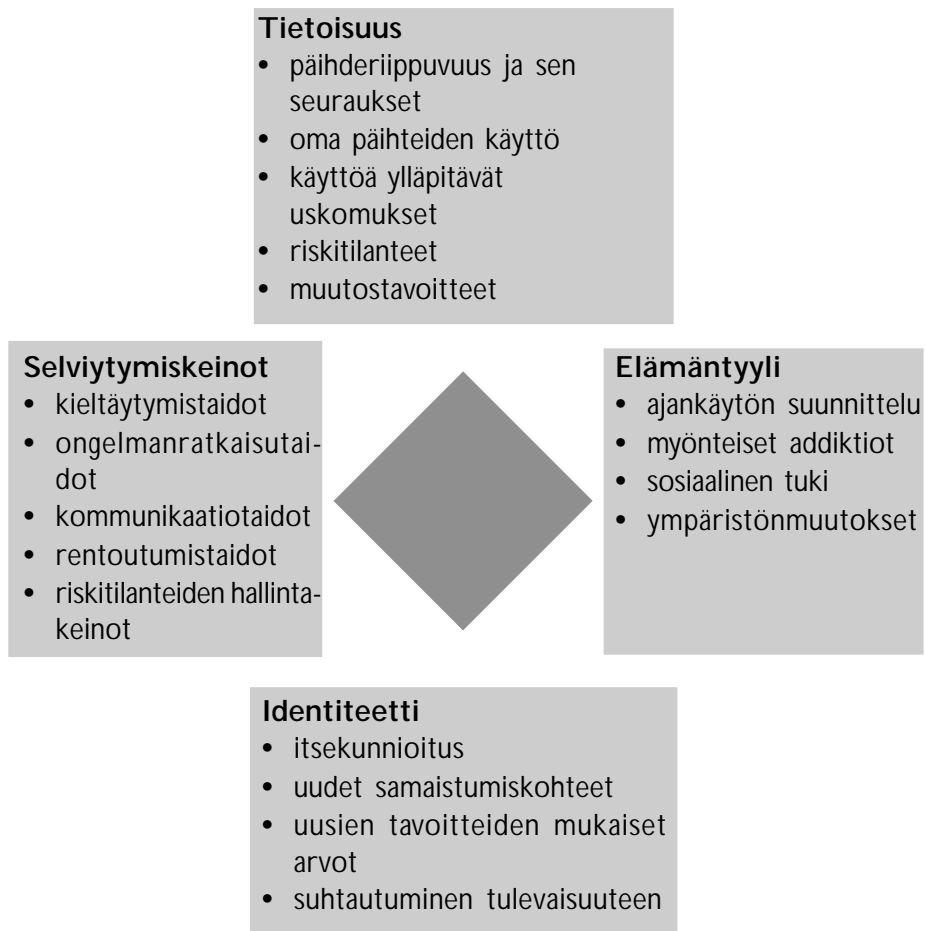 Tietoisuus
• päihderiippuvuus ja sen
seuraukset
• oma päihteiden käyttö
• käyttöä ylläpitävät
uskomukset
• riskitilanteet
• muutostavoitteet
Selviytymiskeinot
• kieltäytymistaidot
• ongelmanratkaisutai-
dot
• kommunikaatiotaidot
• rentoutumistaidot
• riskitilanteiden hallinta-
keinot
Elämäntyyli
• ajankäytön suunnittelu
• myönteiset addiktiot
• sosiaalinen tuki
• ympäristönmuutokset
Identiteetti
• itsekunnioitus
• uudet samaistumiskohteet
• uusien tavoitteiden mukaiset
arvot
• suhtautuminen tulevaisuuteen